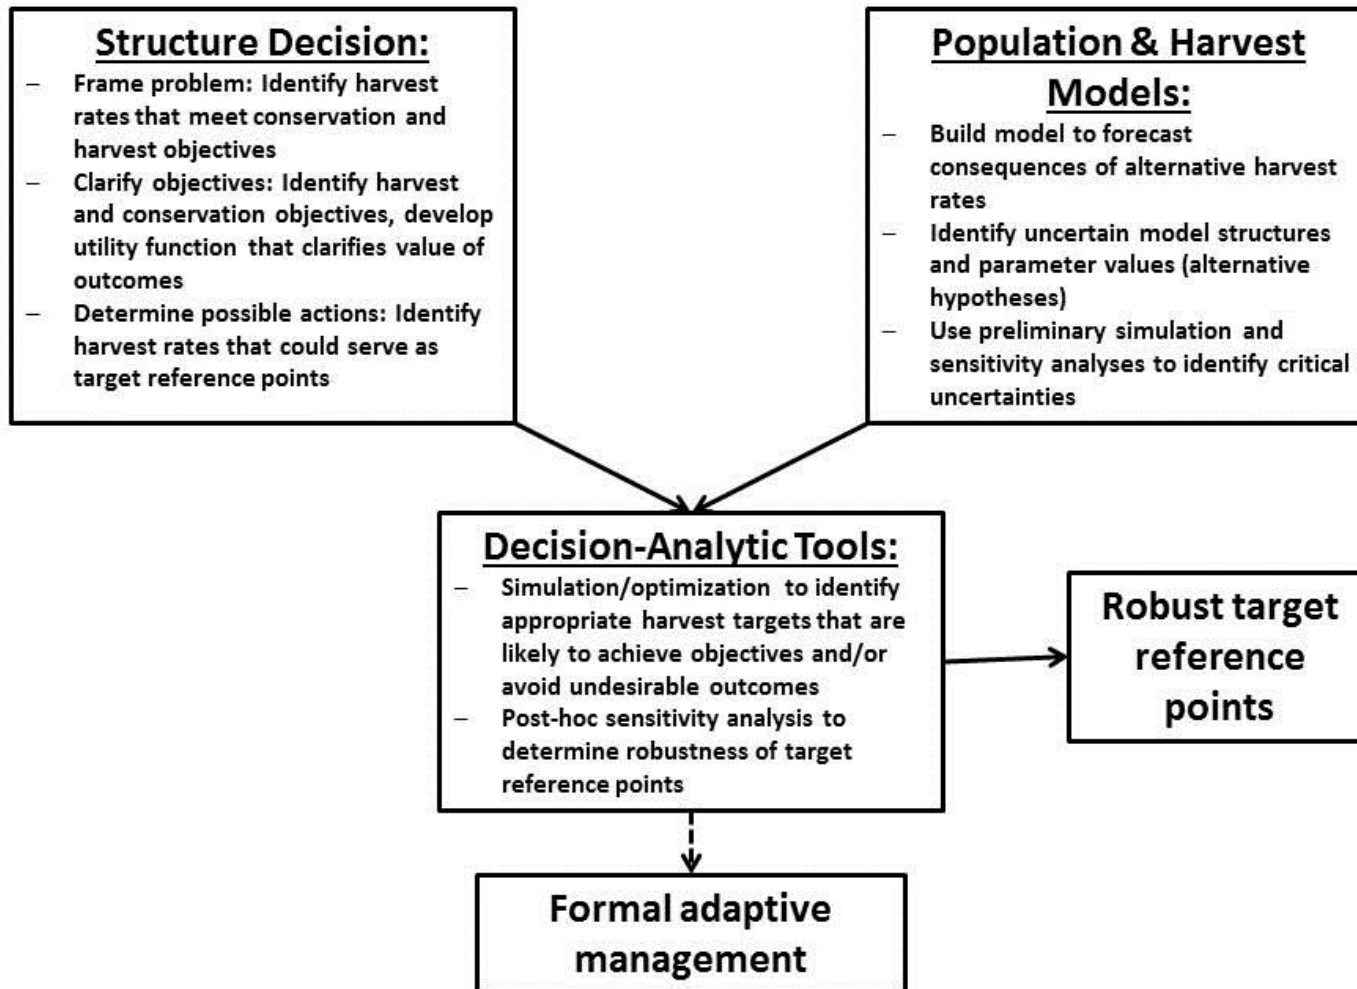 Structure Decision:
– Frame problem: Identify harvest
rates that meet conservation and
harvest objectives
– Clarify objectives: Identify harvest
and conservation objectives, develop
utility function that clarifies value of
outcomes
– Determine possible actions: Identify
harvest rates that could serve as
target reference points
Population & Harvest
Models:
– Build model to forecast
consequences of alternative harvest
rates
– Identify uncertain model structures
and parameter values (alternative
hypotheses)
– Use preliminary simulation and
sensitivity analyses to identify critical
uncertainties
Decision-Analytic Tools:
– Simulation/optimization to identify
appropriate harvest targets that are
likely to achieve objectives and/or
avoid undesirable outcomes
– Post-hoc sensitivity analysis to
determine robustness of target
reference points
Robust target
reference
points
Formal adaptive
management